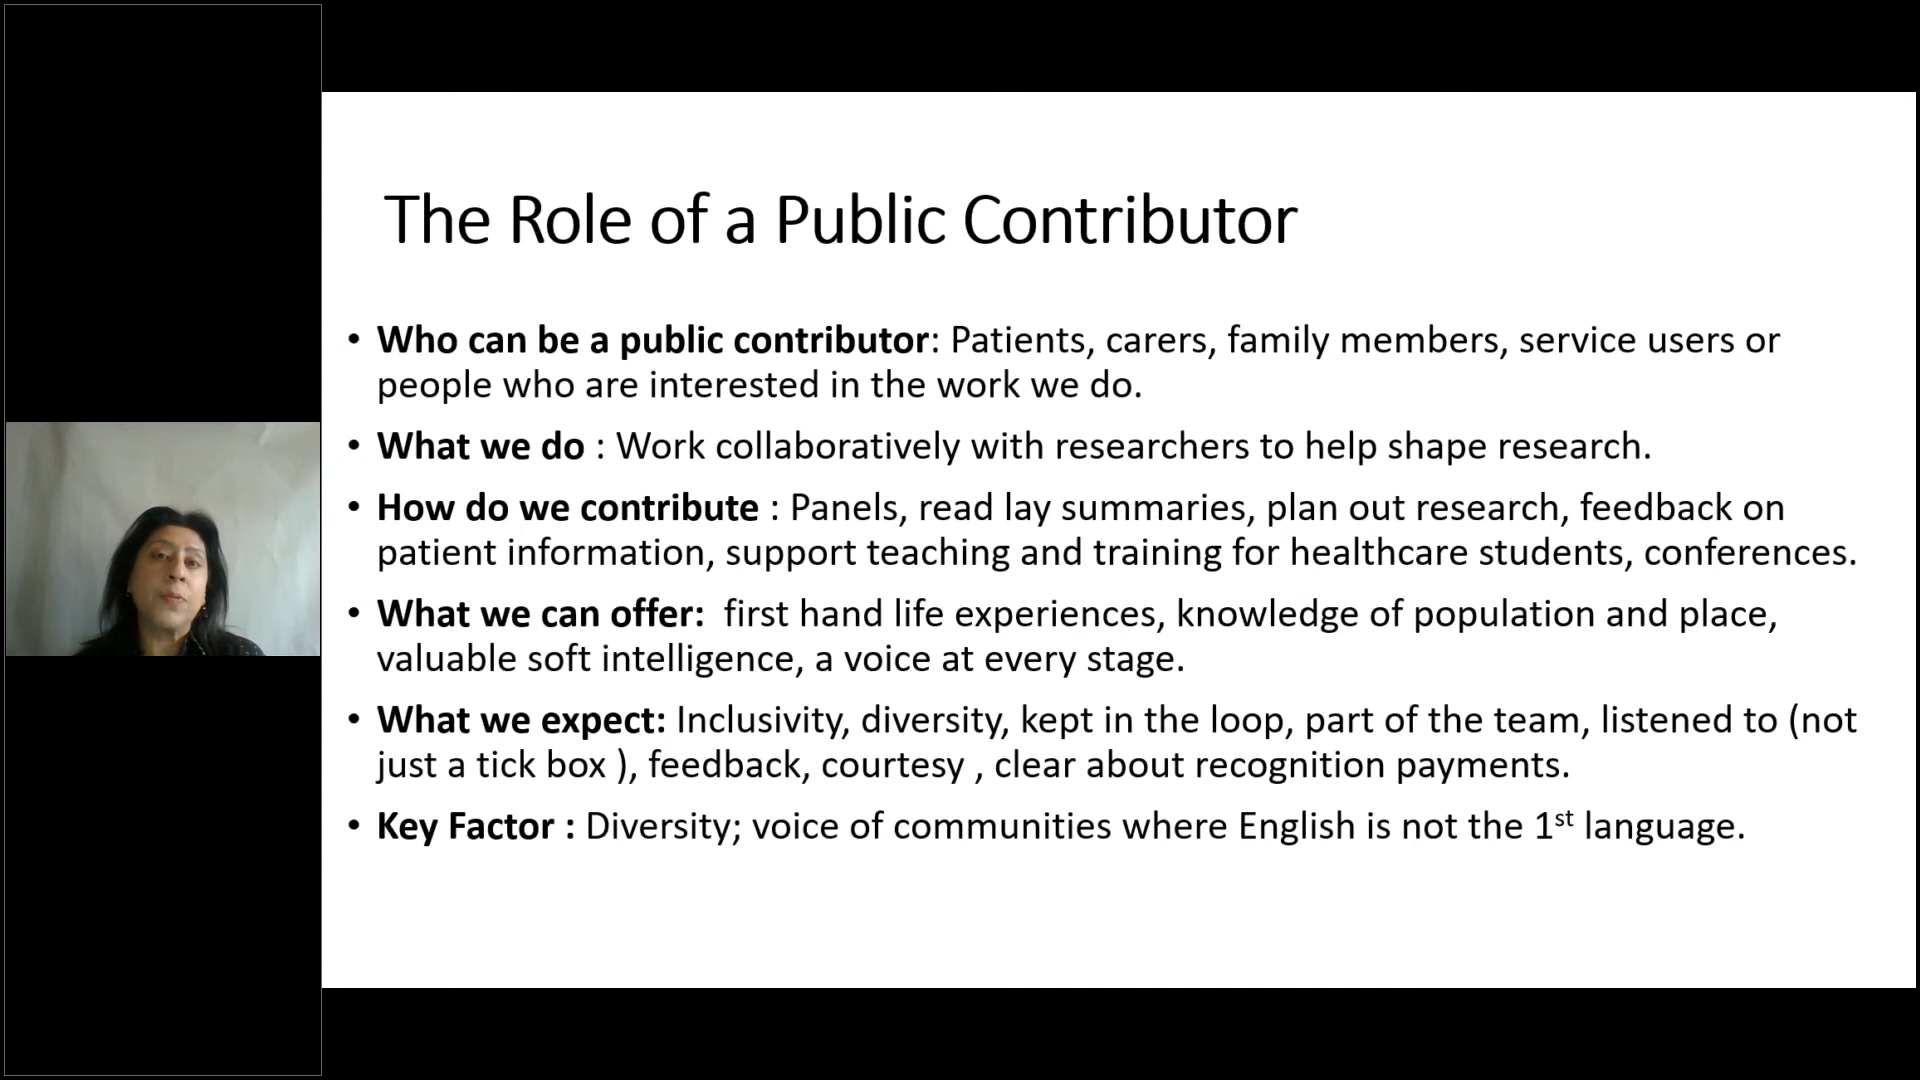 The Role of a Public Contributor
• Who can be a public contributor: Patients, carers, family members, service users or
people who are interested in the work we do.
• What we do : Work collaboratively with researchers to help shape research.
• How do we contribute : Panels, read lay summaries, plan out research, feedback on
patient information, support teaching and training for healthcare students, conferences.
• What we can offer:  first hand life experiences, knowledge of population and place,
valuable soft intelligence, a voice at every stage.
• What we expect: Inclusivity, diversity, kept in the loop, part of the team, listened to (not
just a tick box ), feedback, courtesy , clear about recognition payments.
• Key Factor : Diversity; voice of communities where English is not the 1st language.